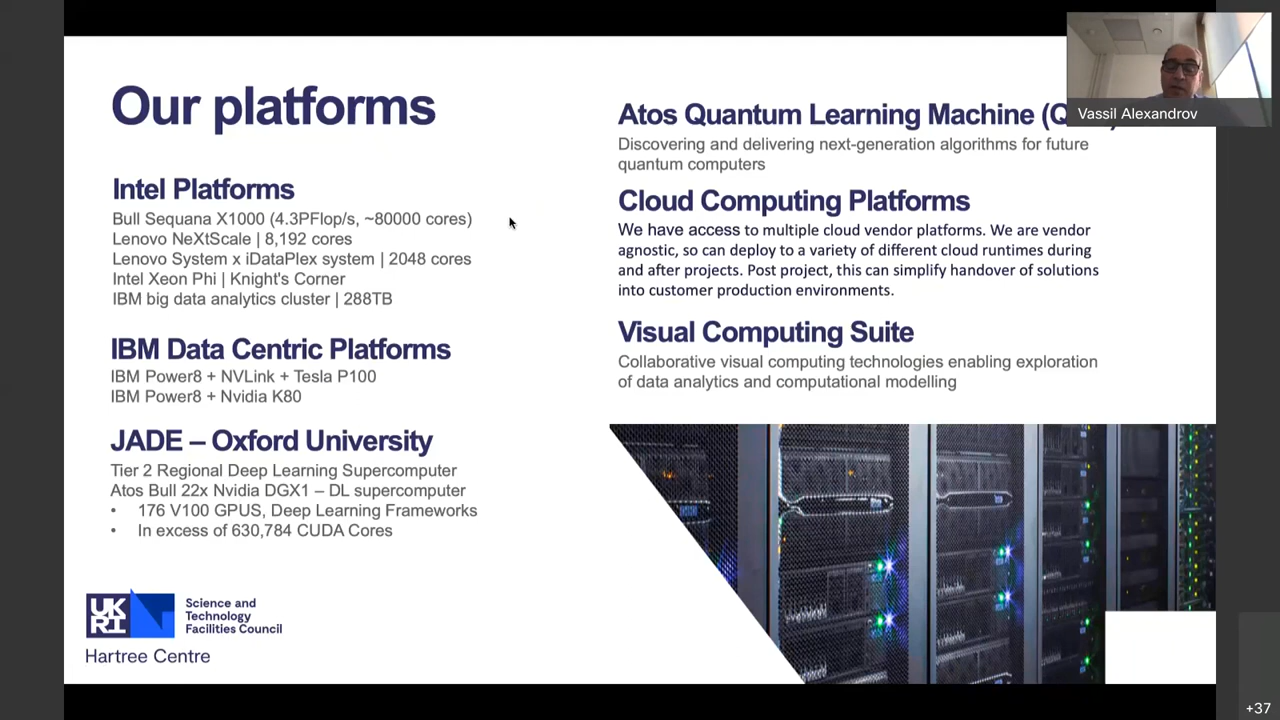 Our platforms
Intel Platforms
Bull Sequana X1000 (4.3PFlop/s, ~80000 cores)
Lenovo NeXtScale | 8,192 cores
Lenovo System x iDataPlex system | 2048 cores
Intel Xeon Phi | Knight's Corner
IBM big data analytics cluster | 288TB
IBM Data Centric Platforms
IBM Power8 + NVLink + Tesla P100
IBM Power8 + Nvidia K80
JADE – Oxford University
Tier 2 Regional Deep Learning Supercomputer
Atos Bull 22x Nvidia DGX1 – DL supercomputer
• 176 V100 GPUS, Deep Learning Frameworks
• In excess of 630,784 CUDA Cores
UK
RI
Science and
Technology
Facilities Council
Hartree Centre
Atos Quantum Learning Machine
Discovering and delivering next-generation algorithms for future
quantum computers
Cloud Computing Platforms
We have access to multiple cloud vendor platforms. We are vendor
agnostic, so can deploy to a variety of different cloud runtimes during
and after projects. Post project, this can simplify handover of solutions
into customer production environments.
Visual Computing Suite
Collaborative visual computing technologies enabling exploration
of data analytics and computational modelling
Vassil Alexandrov
+37